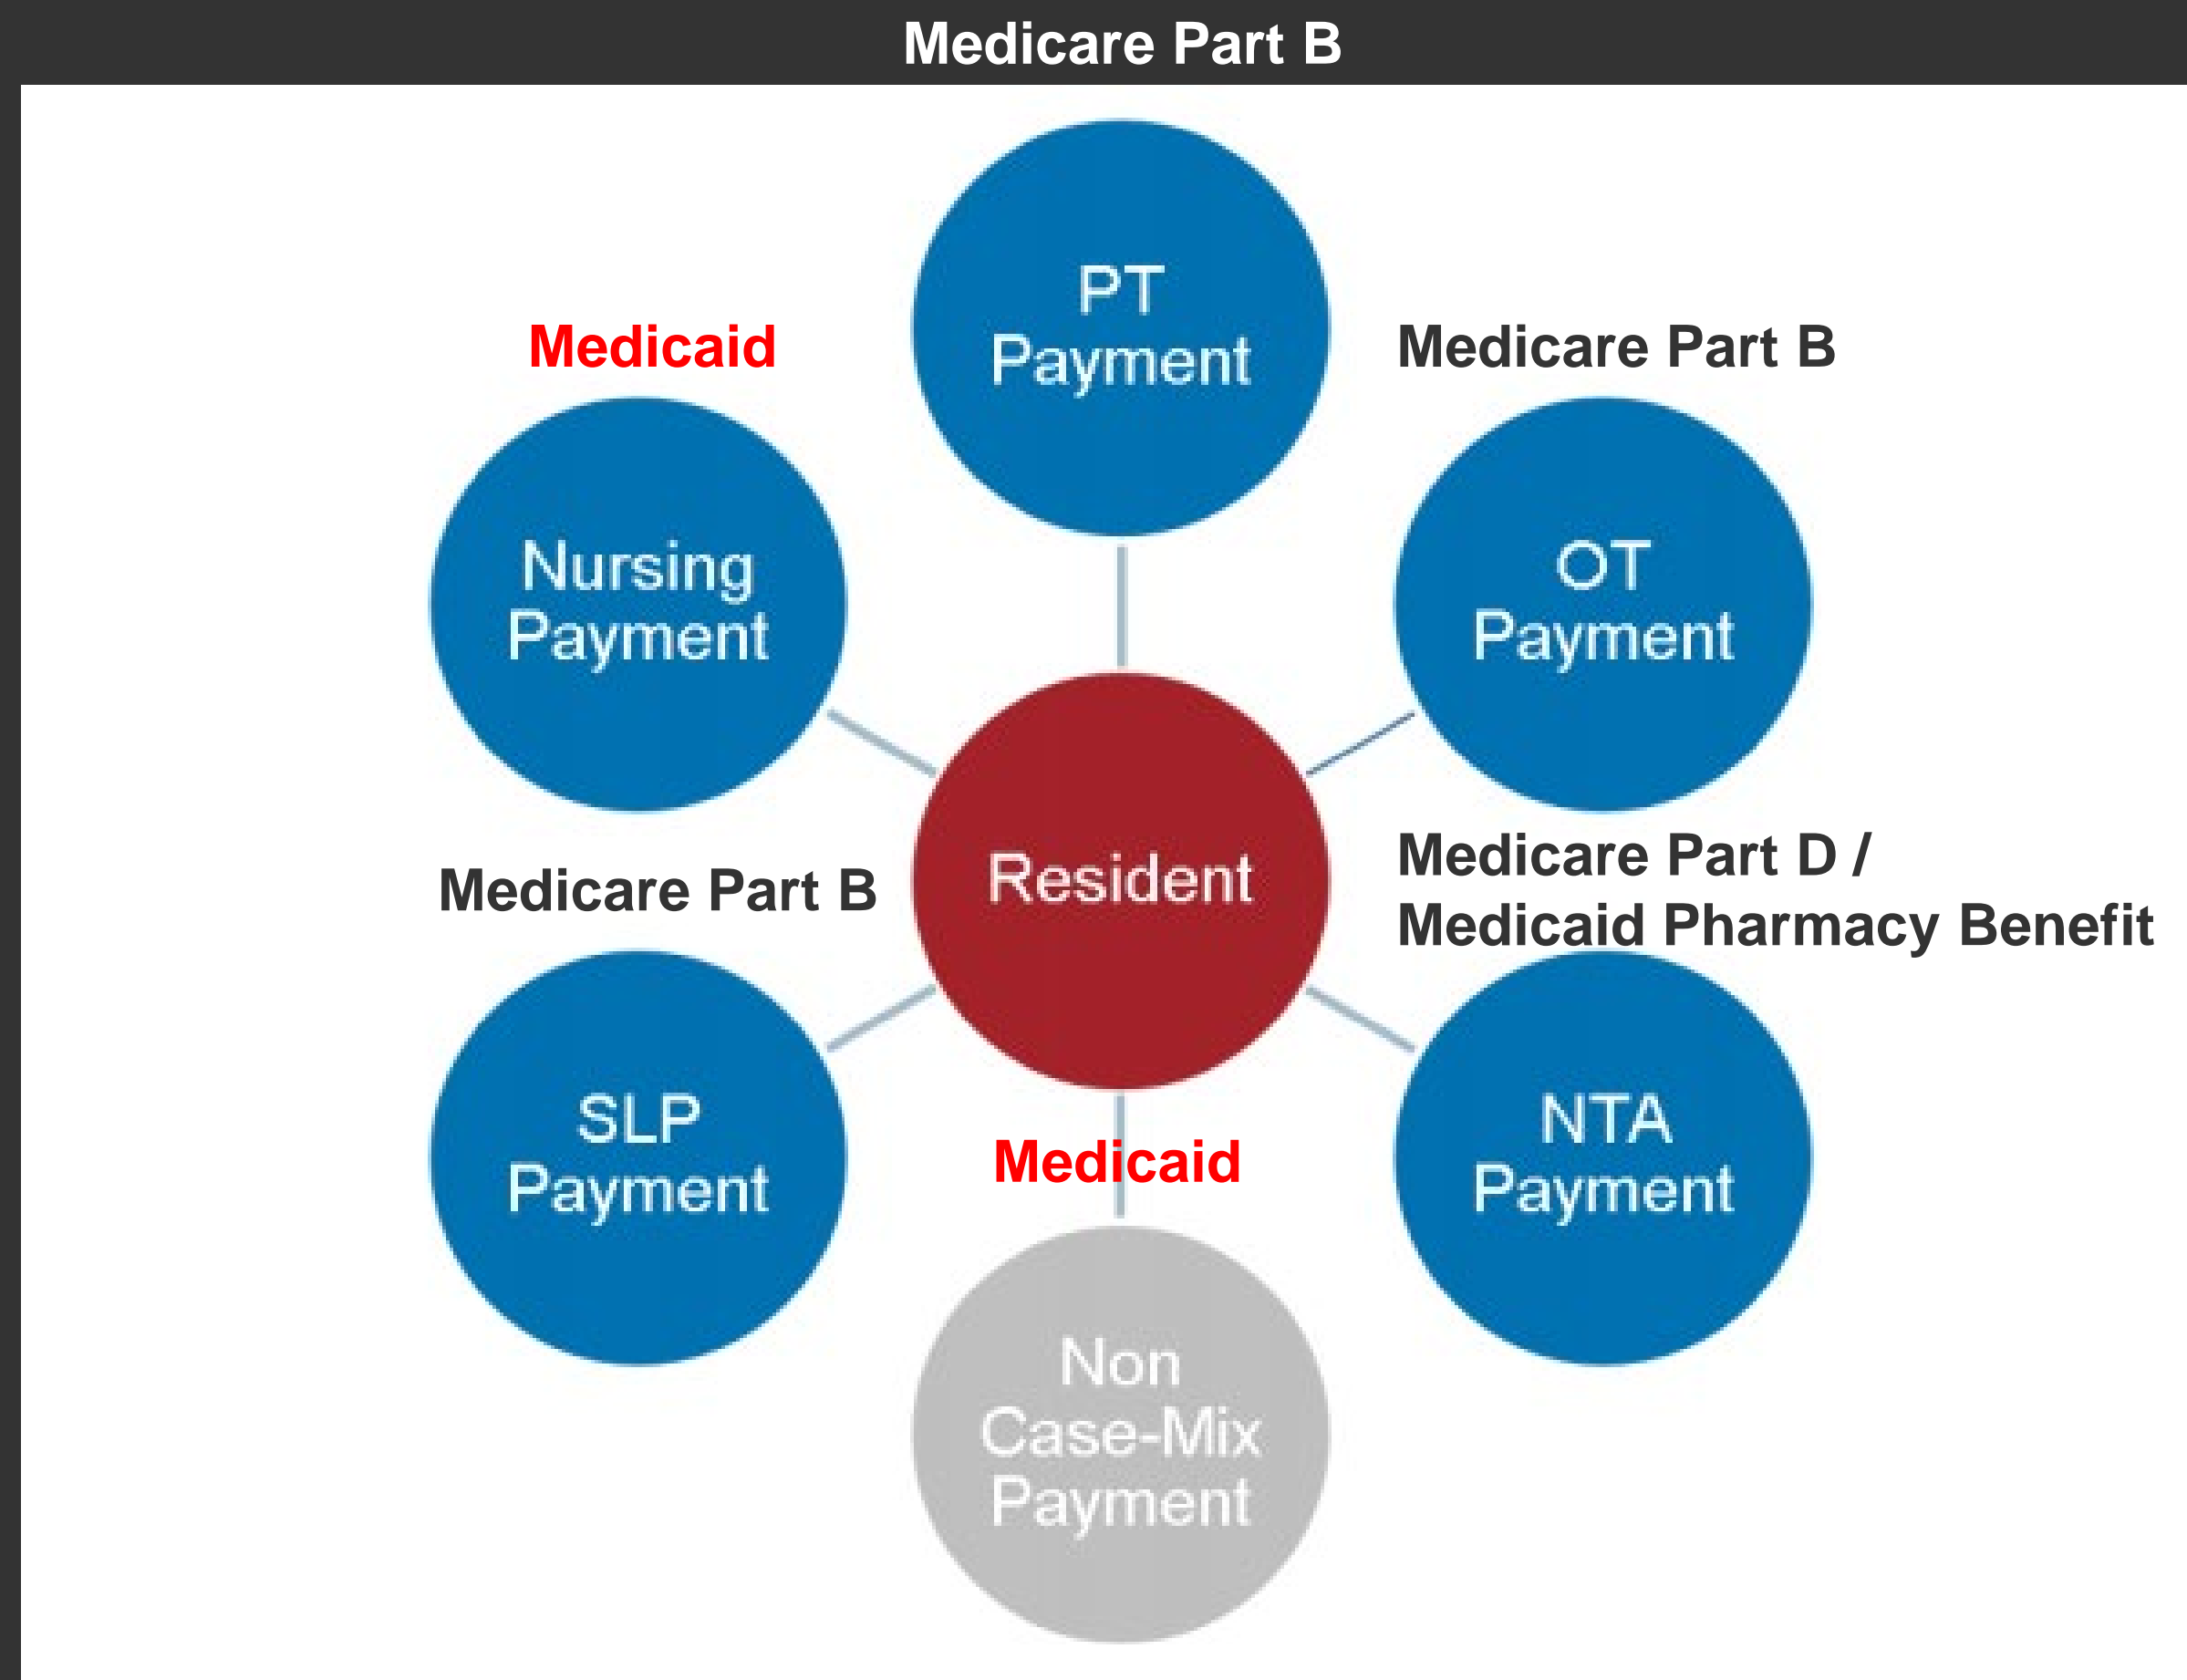 Medicare Part B
PT
Payment
Medicaid
Nursing
Payment
Medicare Part B
OT
Payment
Resident
Medicare Part B
SLP
Payment
Medicare Part D /
Medicaid Pharmacy Benefit
NTA
Payment
Medicaid
Non
Case-Mix
Payment